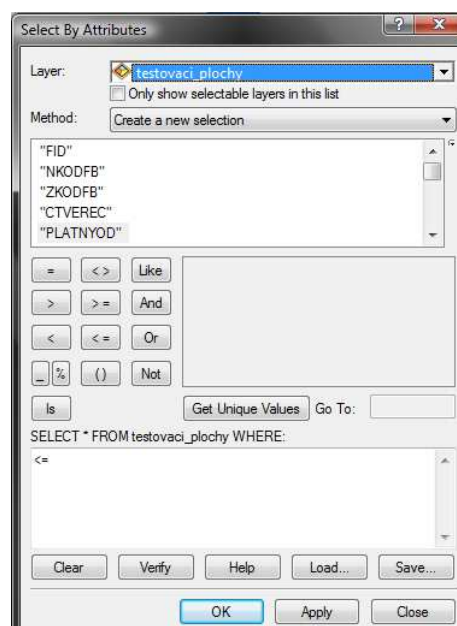 Select By Attributes
Layer: testovaci_plochy
Only show selectable layers in this list
Method: Create a new selection
"FID"
"NKODFB"
"ZKODFB"
"CTVEREC"
"PLATNYOD"
= < > Like
> > = And
< < = Or
_ % ( ) Not
Is Get Unique Values Go To:
SELECT * FROM testovaci_plochy WHERE:
<=
Clear Verify Help Load... Save...
OK Apply Close